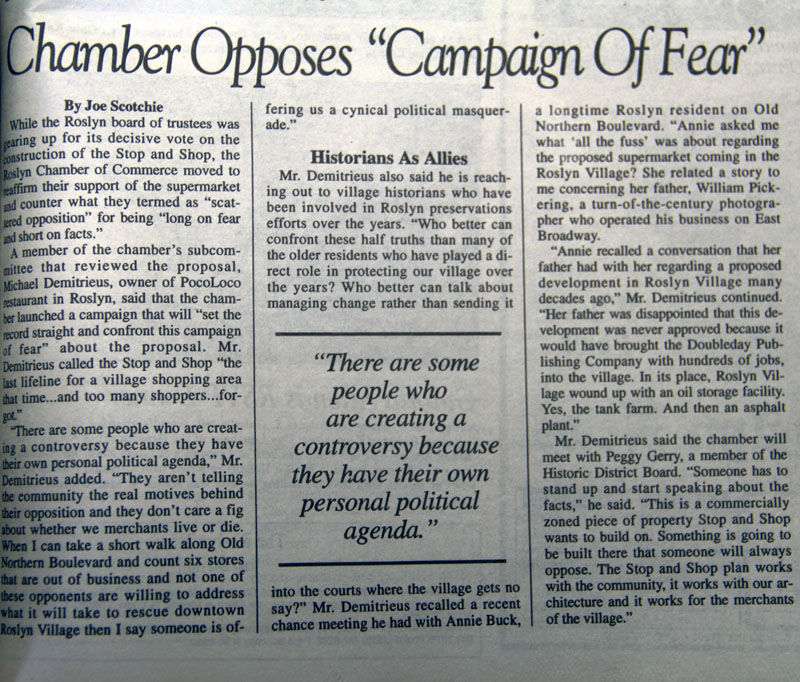 Chamber Opposes “Campaign Of Fear”
By Joe Scotchie
While the Roslyn board of trustees was
gearing up for its decisive vote on the
construction of the Stop and Shop, the
Roslyn Chamber of Commerce moved to
reaffirm their support of the supermarket
and counter what they termed as “scat-
tered opposition” for being “long on fear
and short on facts.”
A member of the chamber’s subcom-
mittee that reviewed the proposal,
Michael Demitrieus, owner of PocoLoco
restaurant in Roslyn, said that the cham-
ber launched a campaign that will “set the
record straight and confront this campaign
of fear” about the proposal. Mr.
Demitrieus called the Stop and Shop “the
last lifeline for a village shopping area
that time...and too many shoppers...for-
got.”
“There are some people who are creat-
ing a controversy because they have
their own personal political agenda,” Mr.
Demitrieus added. “They aren’t telling
the community the real motives behind
their opposition and they don’t care a fig
about whether we merchants live or die.
When I can take a short walk along Old
Northern Boulevard and count six stores
that are out of business and not one of
these opponents are willing to address
what it will take to rescue downtown
Roslyn Village then I say someone is of-
fering us a cynical political masquer-
ade.”
Historians As Allies
Mr. Demitrieus also said he is reach-
ing out to village historians who have
been involved in Roslyn preservations
efforts over the years. “Who better can
confront these half truths than many of
the older residents who have played a di-
rect role in protecting our village over
the years? Who better can talk about
managing change rather than sending it
“There are some
people who
are creating a
controversy because
they have their own
personal political
agenda.”
into the courts where the village gets no
say?” Mr. Demitrieus recalled a recent
chance meeting he had with Annie Buck,
a longtime Roslyn resident on Old
Northern Boulevard. “Annie asked me
what ‘all the fuss’ was about regarding
the proposed supermarket coming in the
Roslyn Village? She related a story to
me concerning her father, William Pick-
ering, a turn-of-the-century photogra-
pher who operated his business on East
Broadway.
“Annie recalled a conversation that her
father had with her regarding a proposed
development in Roslyn Village many
decades ago,” Mr. Demitrieus continued.
“Her father was disappointed that this de-
velopment was never approved because it
would have brought the Doubleday Pub-
lishing Company with hundreds of jobs,
into the village. In its place, Roslyn Vil-
lage wound up with an oil storage facility.
Yes, the tank farm. And then an asphalt
plant.”
Mr. Demitrieus said the chamber will
meet with Peggy Gerry, a member of the
Historic District Board. “Someone has to
stand up and start speaking about the
facts,” he said. “This is a commercially
zoned piece of property Stop and Shop
wants to build on. Something is going to
be built there that someone will always
oppose. The Stop and Shop plan works
with the community, it works with our ar-
chitecture and it works for the merchants
of the village.”